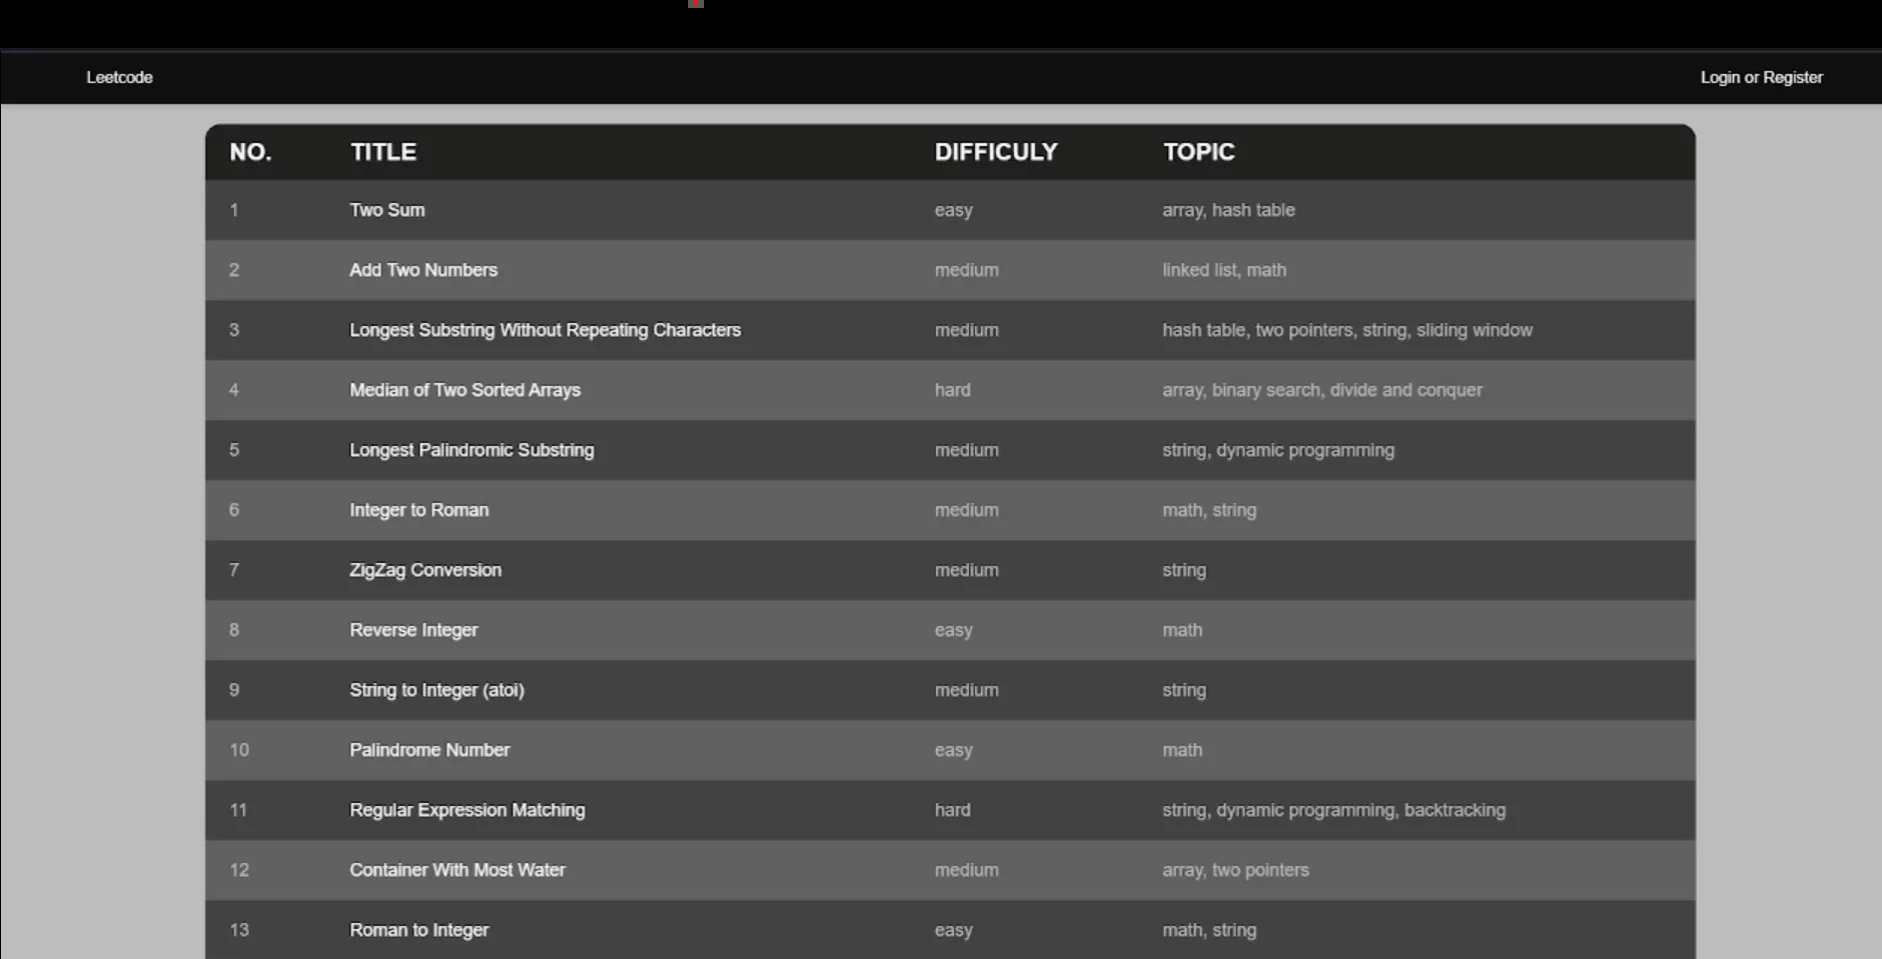 Leetcode Login or Register
NO. TITLE DIFFICULY TOPIC
1 Two Sum easy array, hash table
2 Add Two Numbers medium linked list, math
3 Longest Substring Without Repeating Characters medium hash table, two pointers, string, sliding window
4 Median of Two Sorted Arrays hard array, binary search, divide and conquer
5 Longest Palindromic Substring medium string, dynamic programming
6 Integer to Roman medium math, string
7 ZigZag Conversion medium string
8 Reverse Integer easy math
9 String to Integer (atoi) medium string
10 Palindrome Number easy math
11 Regular Expression Matching hard string, dynamic programming, backtracking
12 Container With Most Water medium array, two pointers
13 Roman to Integer easy math, string